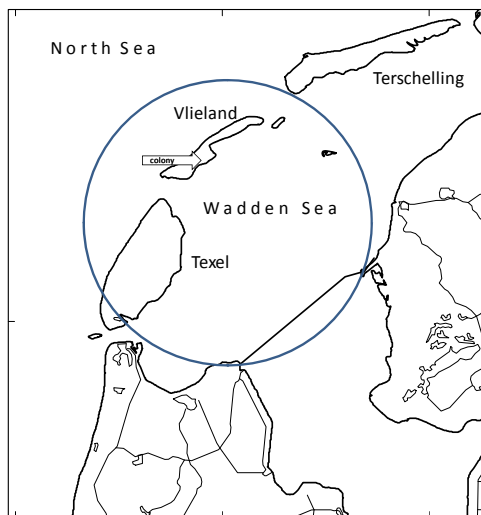 North Sea
Terschelling
Vlieland
colony
Wadden Sea
Texel